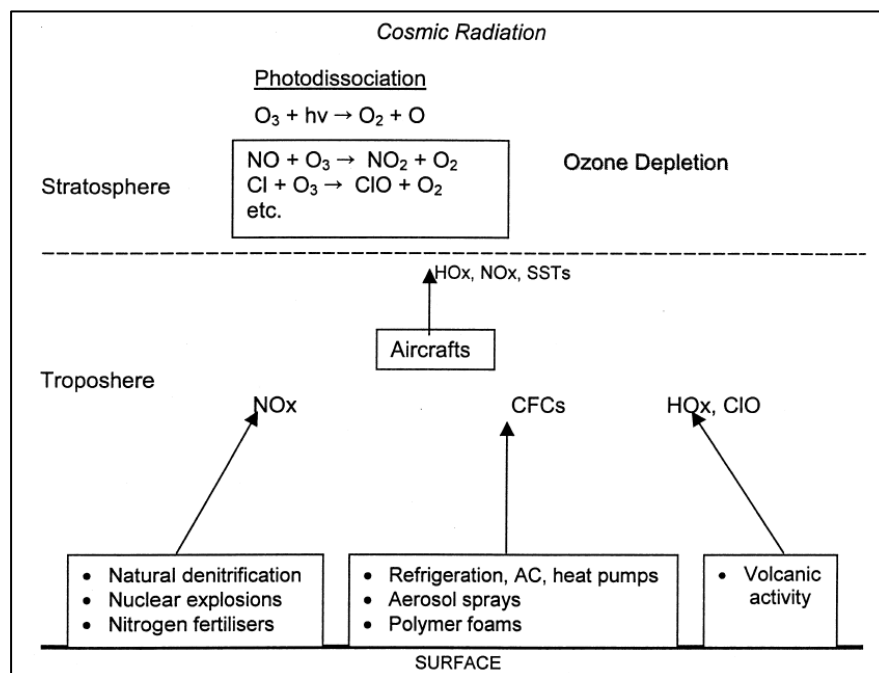 Cosmic Radiation
Photodissociation
O₃ + hv → O₂ + O
NO + O₃ → NO₂ + O₂
Cl + O₃ → ClO + O₂
etc.
Ozone Depletion
Stratosphere
HOx, NOx, SSTs
Aircrafts
Troposhere
NOx
CFCs
HOx, ClO
• Natural denitrification
• Nuclear explosions
• Nitrogen fertilisers
• Refrigeration, AC, heat pumps
• Aerosol sprays
• Polymer foams
• Volcanic
activity
SURFACE